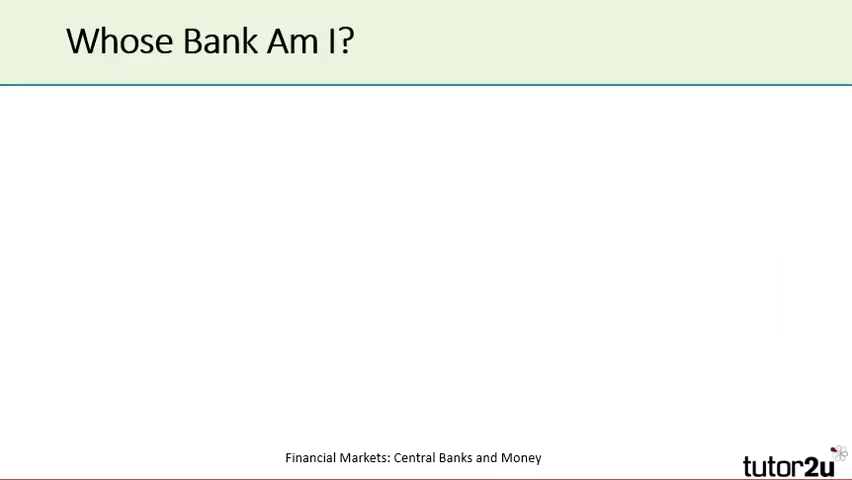 Whose Bank Am I?
Financial Markets: Central Banks and Money
tutor2u